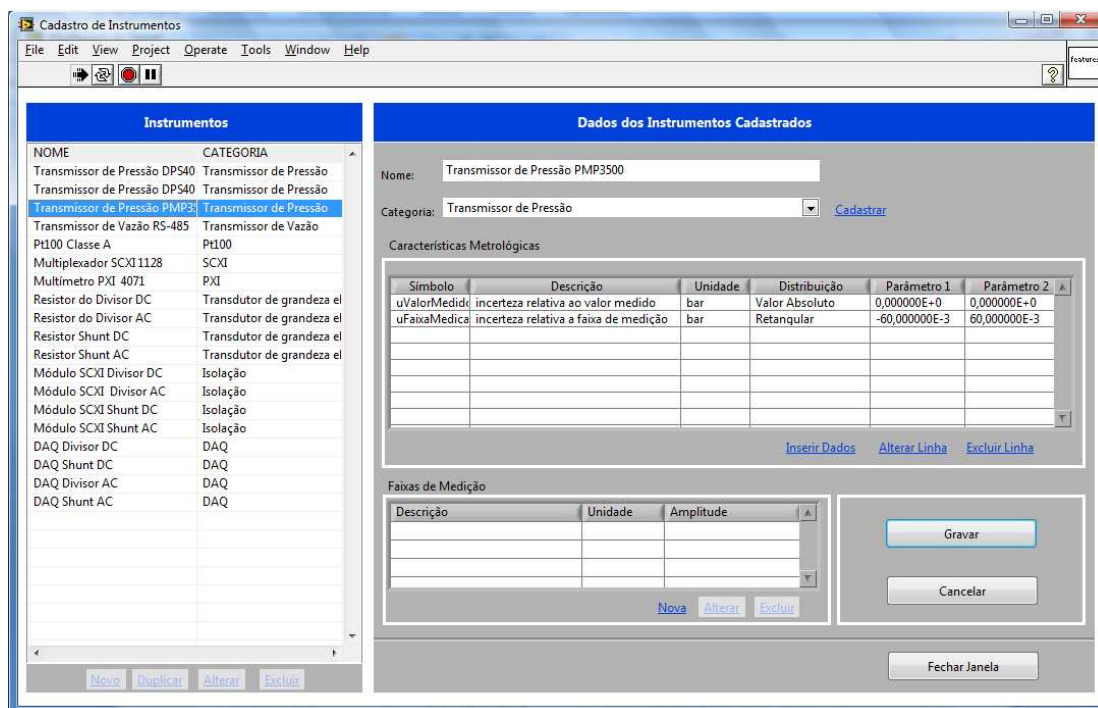 Cadastro de Instrumentos
File Edit View Project Operate Tools Window Help
features
Instrumentos
NOME CATEGORIA
Transmissor de Pressão DPS40 Transmissor de Pressão
Transmissor de Pressão DPS40 Transmissor de Pressão
Transmissor de Pressão PMP3 Transmissor de Pressão
Transmissor de Vazão RS-485 Transmissor de Vazão
Pt100 Classe A Pt100
Multiplexador SCXI 1128 SCXI
Multímetro PXI 4071 PXI
Resistor do Divisor DC Transdutor de grandeza el
Resistor do Divisor AC Transdutor de grandeza el
Resistor Shunt DC Transdutor de grandeza el
Resistor Shunt AC Transdutor de grandeza el
Módulo SCXI Divisor DC Isolação
Módulo SCXI Divisor AC Isolação
Módulo SCXI Shunt DC Isolação
Módulo SCXI Shunt AC Isolação
DAQ Divisor DC DAQ
DAQ Shunt DC DAQ
DAQ Divisor AC DAQ
DAQ Shunt AC DAQ
Novo Duplicar Alterar Excluir
Dados dos Instrumentos Cadastrados
Nome: Transmissor de Pressão PMP3500
Categoria: Transmissor de Pressão Cadastrar
Características Metrológicas
Símbolo Descrição Unidade Distribuição Parâmetro 1 Parâmetro 2
uValorMedido incerteza relativa ao valor medido bar Valor Absoluto 0,000000E+0 0,000000E+0
uFaixaMedica incerteza relativa a faixa de medição bar Retangular -60,000000E-3 60,000000E-3
Inserir Dados Alterar Linha Excluir Linha
Faixas de Medição
Descrição Unidade Amplitude
Nova Alterar Excluir
Gravar
Cancelar
Fechar Janela